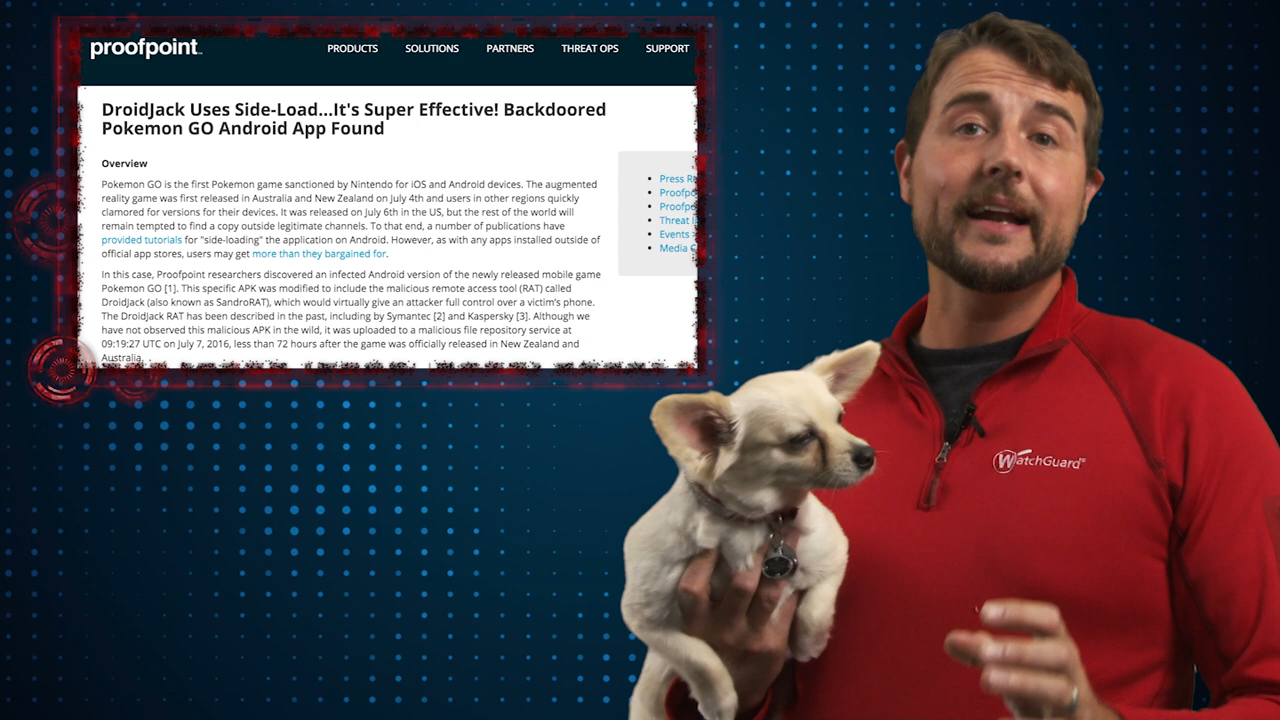 proofpoint
PRODUCTS SOLUTIONS PARTNERS THREAT OPS SUPPORT
DroidJack Uses Side-Load...It's Super Effective! Backdoored
Pokemon GO Android App Found
Overview
Pokemon GO is the first Pokemon game sanctioned by Nintendo for iOS and Android devices. The augmented
reality game was first released in Australia and New Zealand on July 4th and users in other regions quickly
clamored for versions for their devices. It was released on July 6th in the US, but the rest of the world will
remain tempted to find a copy outside legitimate channels. To that end, a number of publications have
provided tutorials for "side-loading" the application on Android. However, as with any apps installed outside of
official app stores, users may get more than they bargained for.
In this case, Proofpoint researchers discovered an infected Android version of the newly released mobile game
Pokemon GO [1]. This specific APK was modified to include the malicious remote access tool (RAT) called
DroidJack (also known as SandroRAT), which would virtually give an attacker full control over a victim's phone.
The DroidJack RAT has been described in the past, including by Symantec [2] and Kaspersky [3]. Although we
have not observed this malicious APK in the wild, it was uploaded to a malicious file repository service at
09:19:27 UTC on July 7, 2016, less than 72 hours after the game was officially released in New Zealand and
Australia.
Press
Threat
Events
Media
WatchGuard